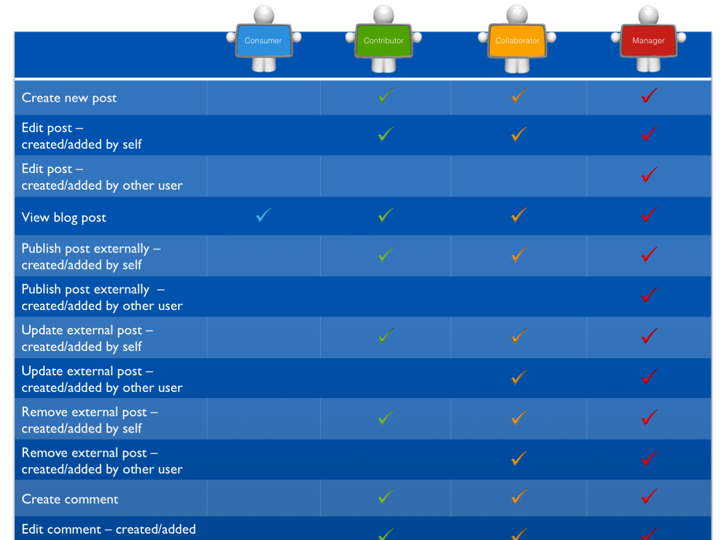 Consumer Contributor Collaborator Manager
Create new post
Edit post –
created/added by self
Edit post –
created/added by other user
View blog post
Publish post externally –
created/added by self
Publish post externally –
created/added by other user
Update external post –
created/added by self
Update external post –
created/added by other user
Remove external post –
created/added by self
Remove external post –
created/added by other user
Create comment
Edit comment – created/added